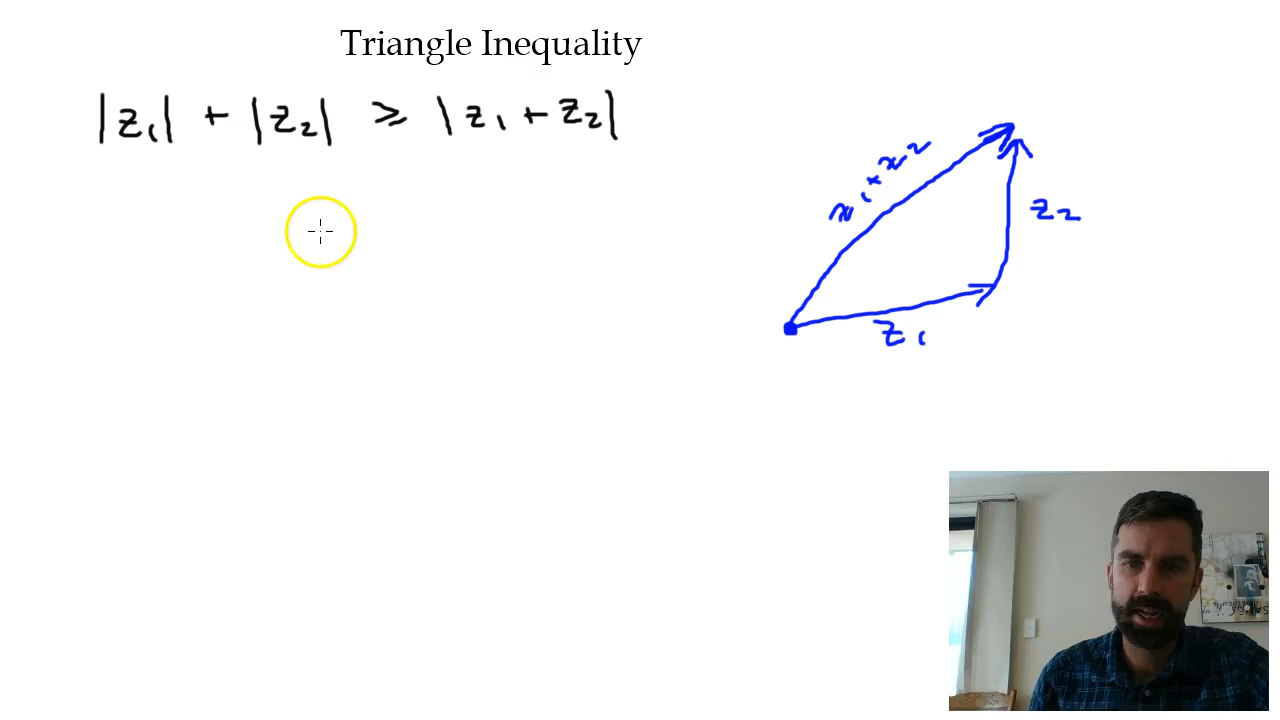 Triangle Inequality
|z₁| + |z₂| ≥ |z₁ + z₂|
z₁ + z₂
z₂
z₁